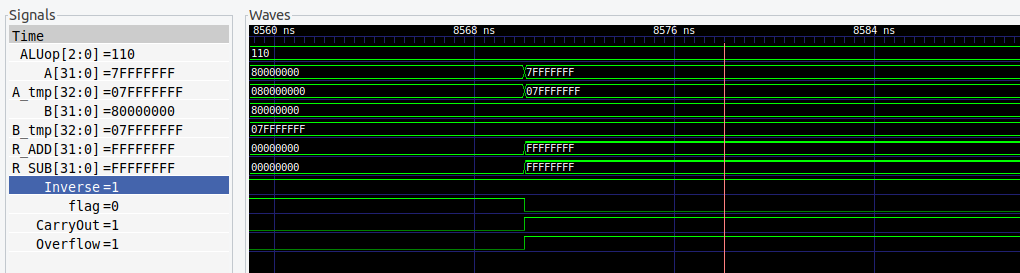 Signals
Waves
Time
8560 ns 8568 ns 8576 ns 8584 ns
ALUop[2:0]=110 110
A[31:0]=7FFFFFFF 80000000 7FFFFFFF
A_tmp[32:0]=07FFFFFFF 080000000 07FFFFFFF
B[31:0]=80000000 80000000
B_tmp[32:0]=07FFFFFFF 07FFFFFFF
R_ADD[31:0]=FFFFFFFF 00000000 FFFFFFFF
R_SUB[31:0]=FFFFFFFF 00000000 FFFFFFFF
Inverse=1
flag=0
CarryOut=1
Overflow=1